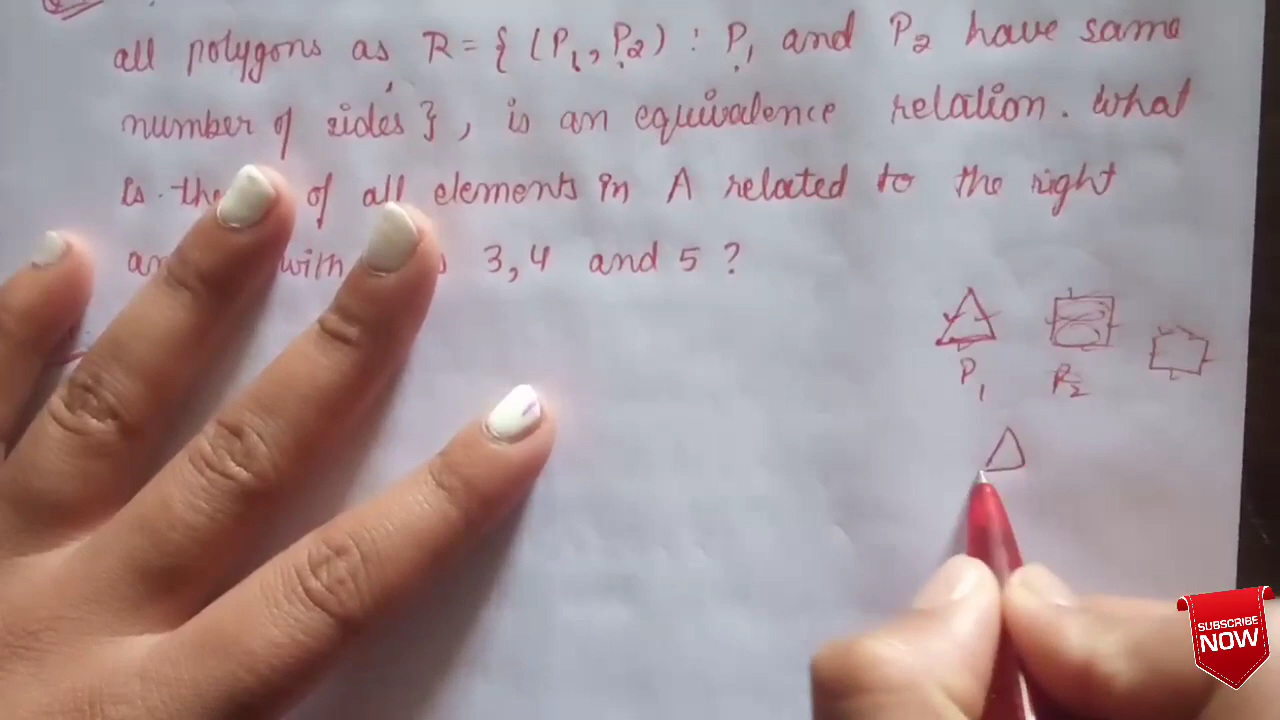 all polygons as R = { (P₁, P₂) : P₁ and P₂ have same
number of sides } , is an equivalence relation. What
is the of all elements in A related to the right
with 3, 4 and 5 ?
P₁ P₂
SUBSCRIBE
NOW